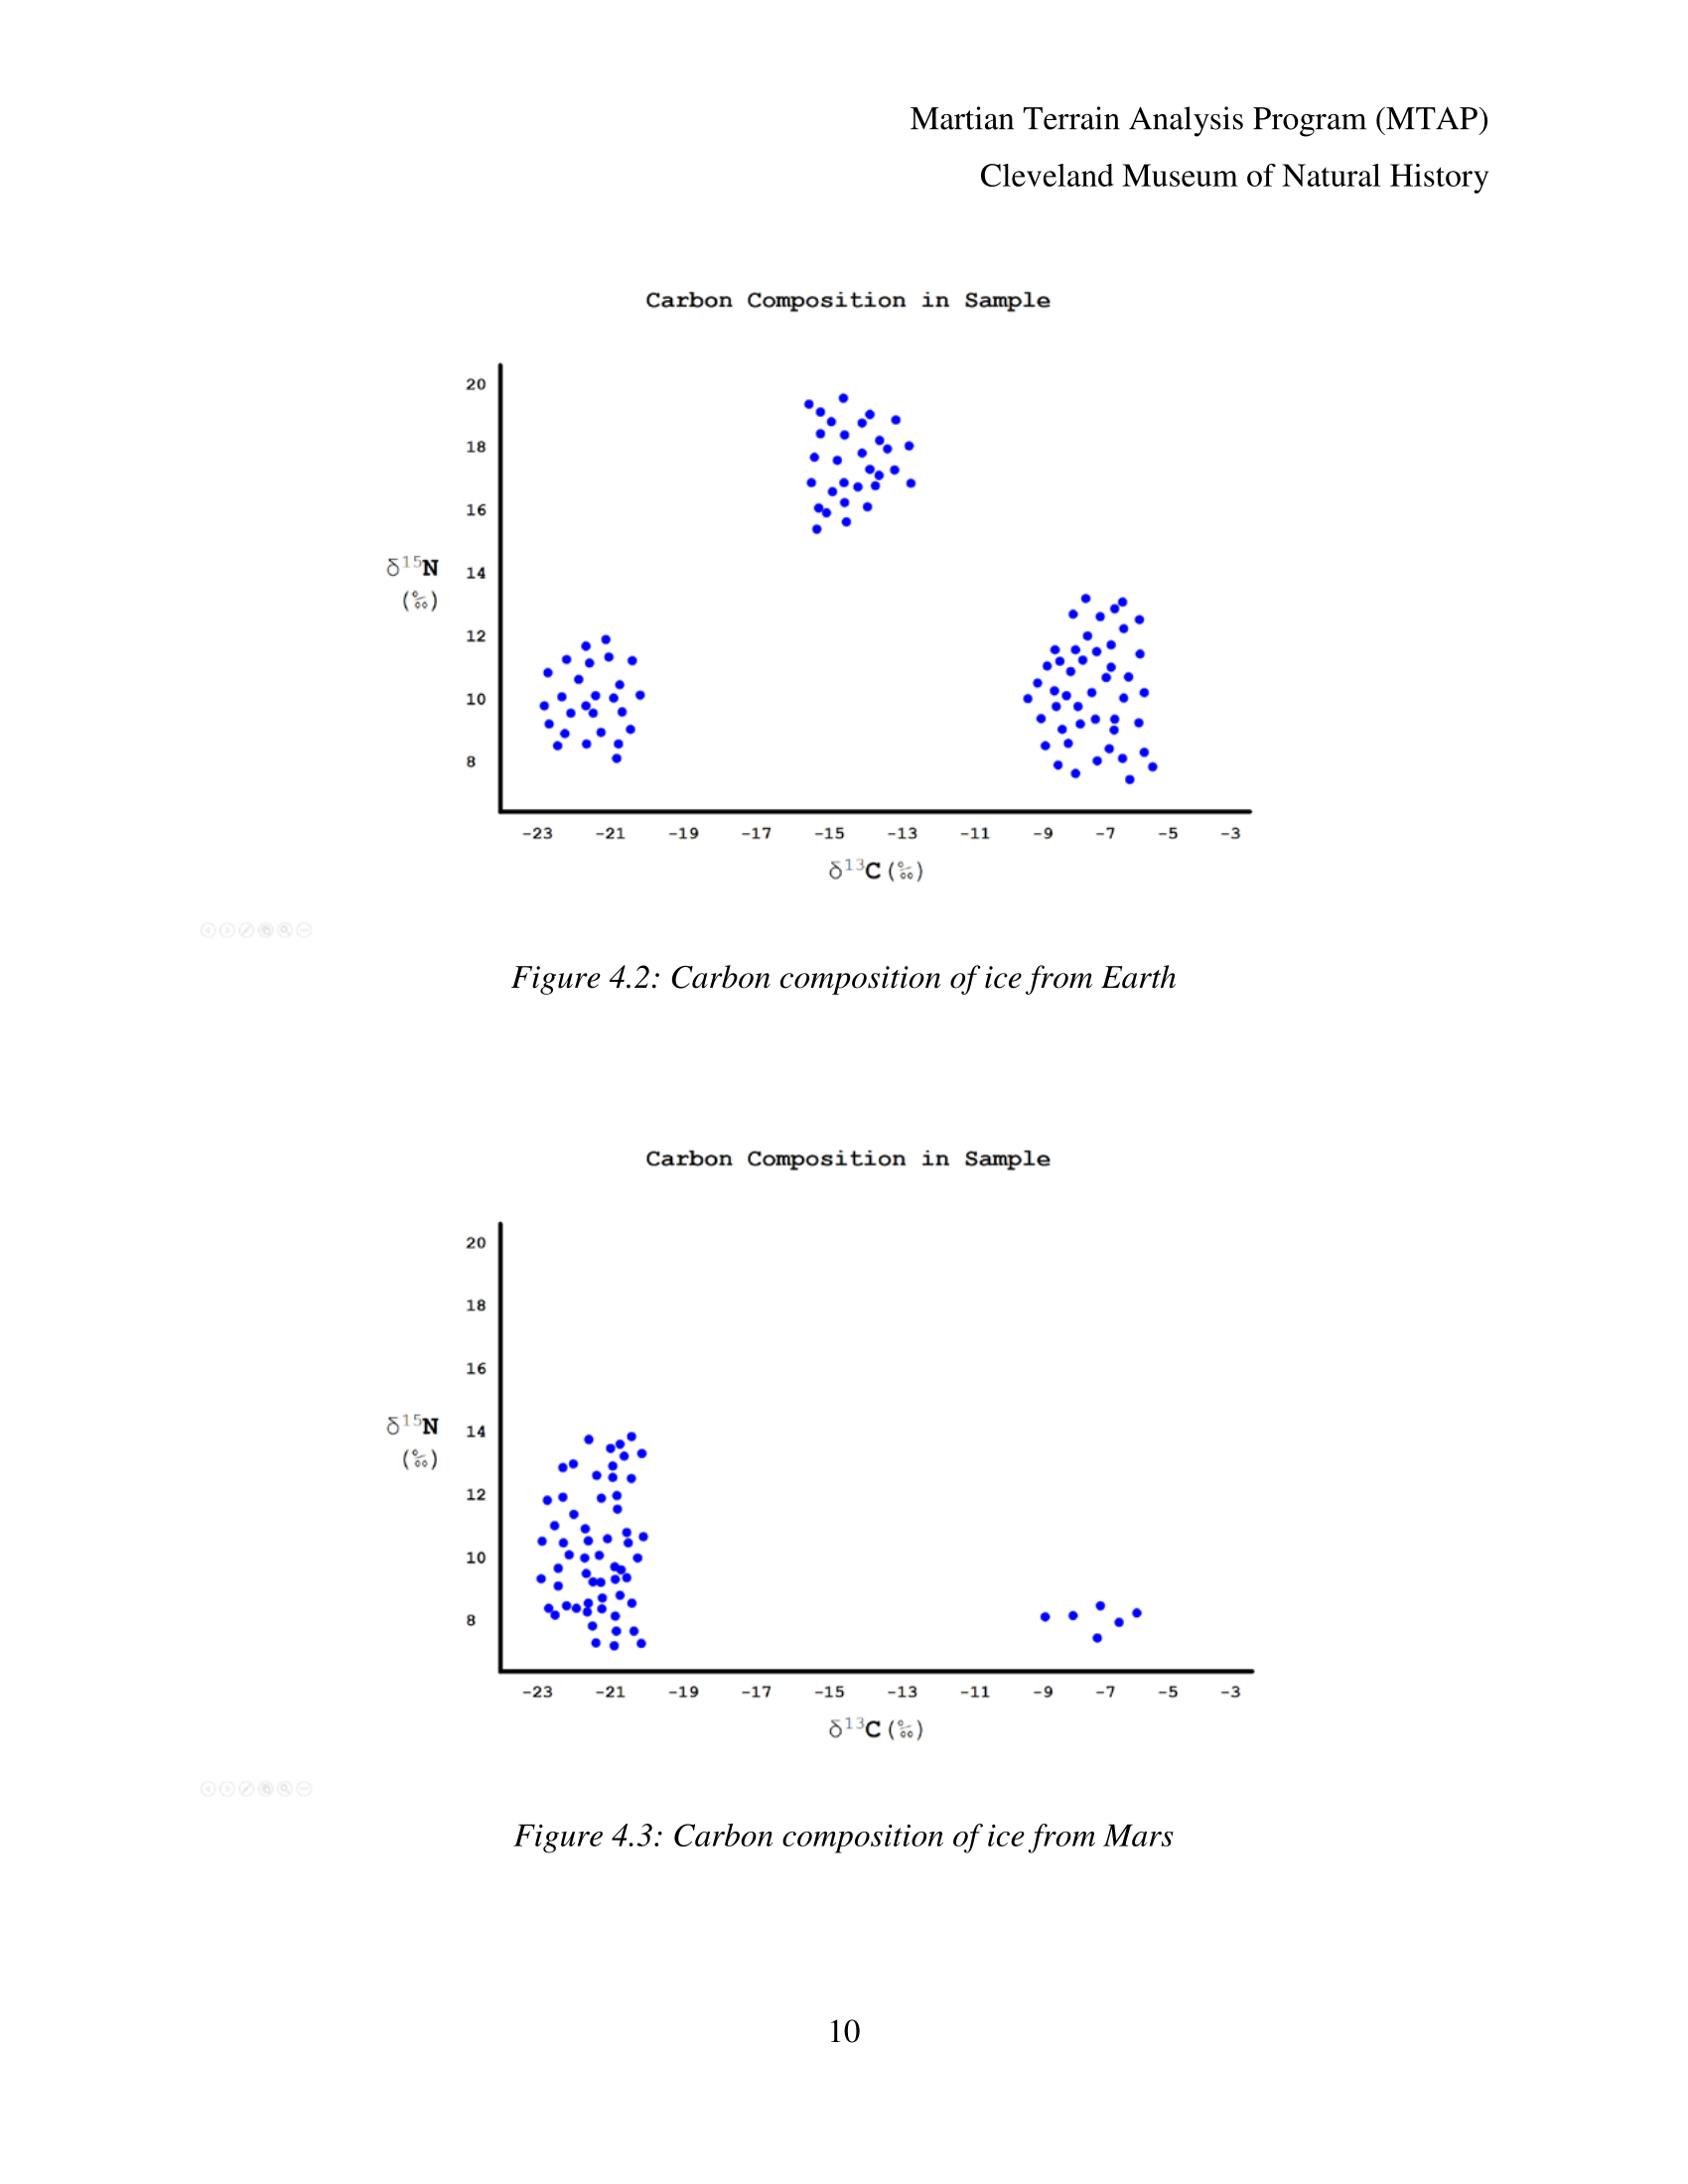 Martian Terrain Analysis Program (MTAP)
Cleveland Museum of Natural History
Carbon Composition in Sample
20
18
16
14
12
10
8
δ¹⁵N
(‰)
-23 -21 -19 -17 -15 -13 -11 -9 -7 -5 -3
δ¹³C(‰)
Figure 4.2: Carbon composition of ice from Earth
Carbon Composition in Sample
20
18
16
14
12
10
8
δ¹⁵N
(‰)
-23 -21 -19 -17 -15 -13 -11 -9 -7 -5 -3
δ¹³C(‰)
Figure 4.3: Carbon composition of ice from Mars
10